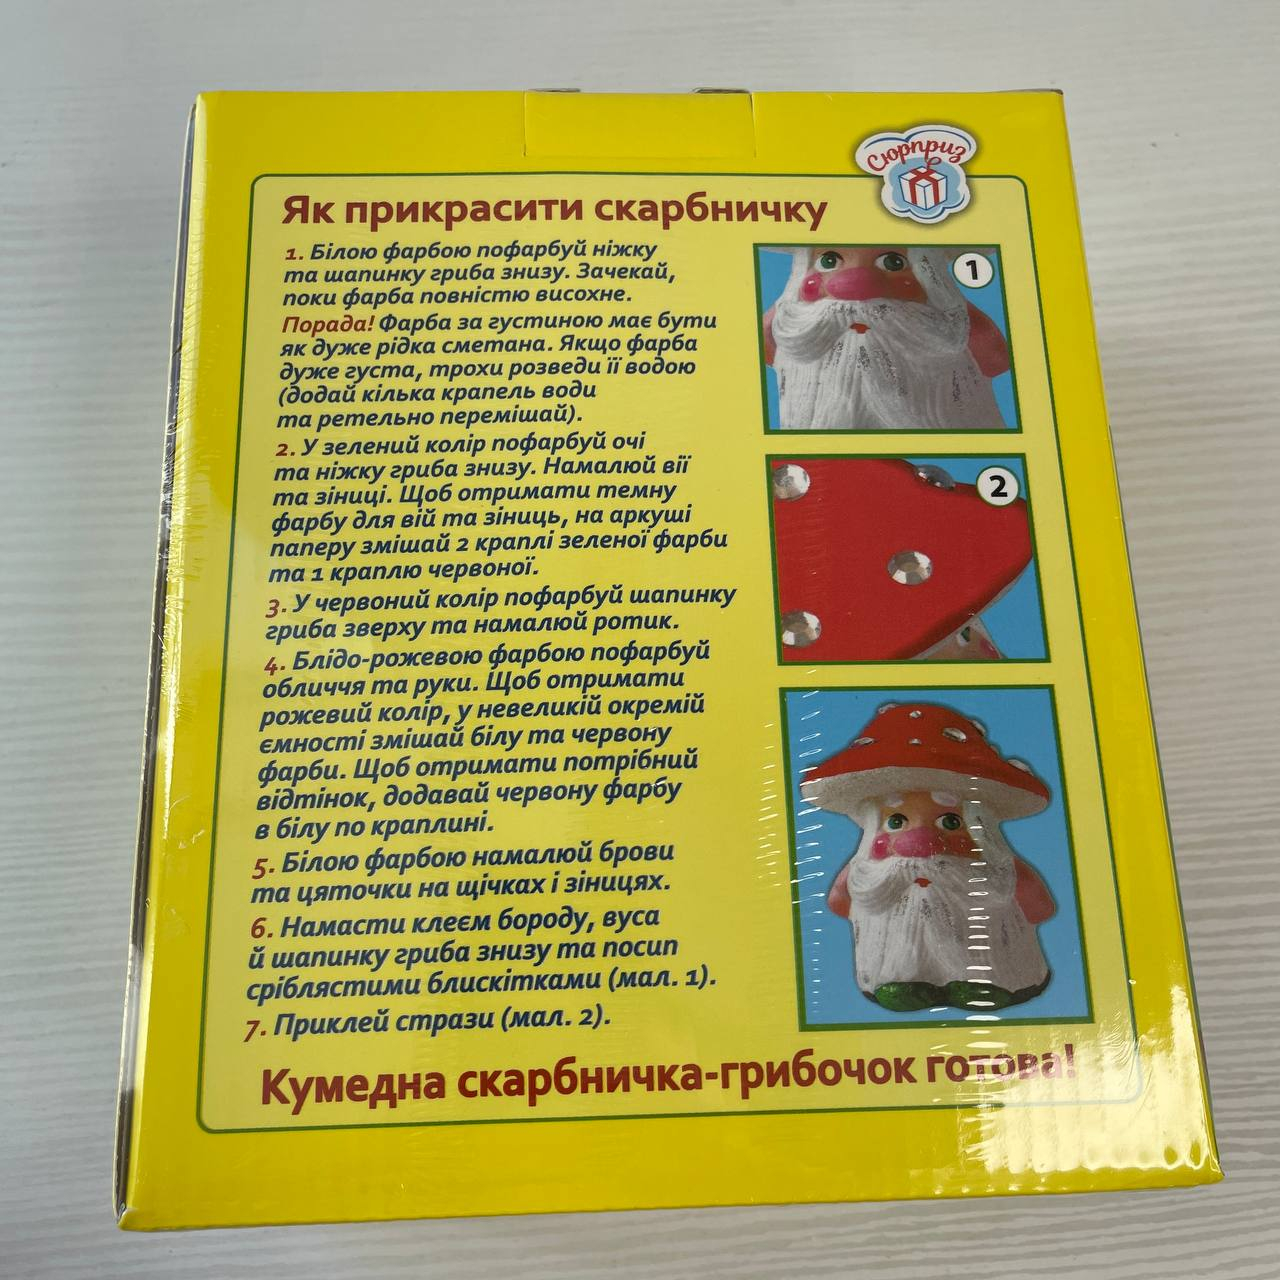 Сюрприз
Як прикрасити скарбничку
1. Білою фарбою пофарбуй ніжку
та шапинку гриба знизу. Зачекай,
поки фарба повністю висохне.
Порада! Фарба за густиною має бути
як дуже рідка сметана. Якщо фарба
дуже густа, трохи розведи її водою
(додай кілька крапель води
та ретельно перемішай).
2. У зелений колір пофарбуй очі
та ніжку гриба знизу. Намалюй вії
та зіниці. Щоб отримати темну
фарбу для вій та зіниць, на аркуші
паперу змішай 2 краплі зеленої фарби
та 1 краплю червоної.
3. У червоний колір пофарбуй шапинку
гриба зверху та намалюй ротик.
4. Блідо-рожевою фарбою пофарбуй
обличчя та руки. Щоб отримати
рожевий колір, у невеликій окремій
ємності змішай білу та червону
фарби. Щоб отримати потрібний
відтінок, додавай червону фарбу
в білу по краплині.
5. Білою фарбою намалюй брови
та цяточки на щічках і зіницях.
6. Намасти клеєм бороду, вуса
й шапинку гриба знизу та посип
сріблястими блискітками (мал. 1).
7. Приклей стрази (мал. 2).
1
2
Кумедна скарбничка-грибочок готова!